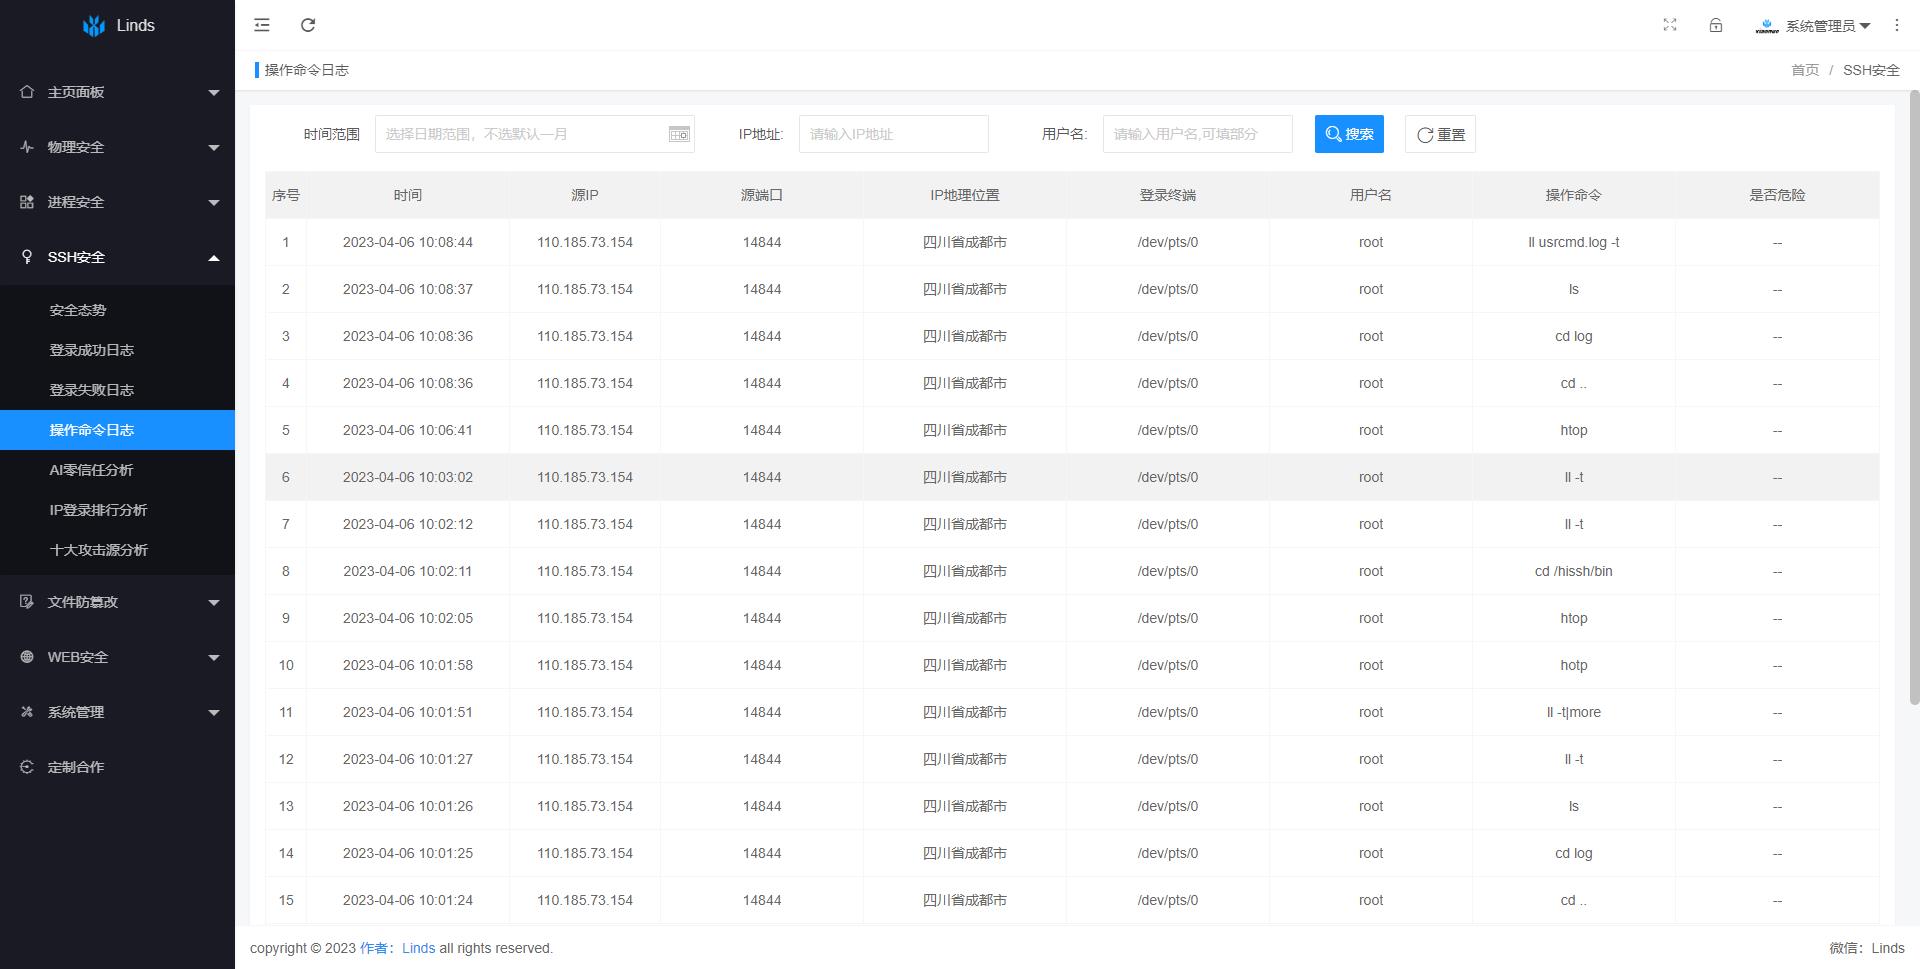 Linds
系统管理员
主页面板
物理安全
进程安全
SSH安全
安全态势
登录成功日志
登录失败日志
操作命令日志
AI零信任分析
IP登录排行分析
十大攻击源分析
文件防篡改
WEB安全
系统管理
定制合作
操作命令日志
首页 / SSH安全
时间范围 选择日期范围，不选默认一月 IP地址: 请输入IP地址 用户名: 请输入用户名,可填部分 搜索 重置
序号 时间 源IP 源端口 IP地理位置 登录终端 用户名 操作命令 是否危险
1 2023-04-06 10:08:44 110.185.73.154 14844 四川省成都市 /dev/pts/0 root ll usrcmd.log -t --
2 2023-04-06 10:08:37 110.185.73.154 14844 四川省成都市 /dev/pts/0 root ls --
3 2023-04-06 10:08:36 110.185.73.154 14844 四川省成都市 /dev/pts/0 root cd log --
4 2023-04-06 10:08:36 110.185.73.154 14844 四川省成都市 /dev/pts/0 root cd .. --
5 2023-04-06 10:06:41 110.185.73.154 14844 四川省成都市 /dev/pts/0 root htop --
6 2023-04-06 10:03:02 110.185.73.154 14844 四川省成都市 /dev/pts/0 root ll -t --
7 2023-04-06 10:02:12 110.185.73.154 14844 四川省成都市 /dev/pts/0 root ll -t --
8 2023-04-06 10:02:11 110.185.73.154 14844 四川省成都市 /dev/pts/0 root cd /hissh/bin --
9 2023-04-06 10:02:05 110.185.73.154 14844 四川省成都市 /dev/pts/0 root htop --
10 2023-04-06 10:01:58 110.185.73.154 14844 四川省成都市 /dev/pts/0 root hotp --
11 2023-04-06 10:01:51 110.185.73.154 14844 四川省成都市 /dev/pts/0 root ll -t|more --
12 2023-04-06 10:01:27 110.185.73.154 14844 四川省成都市 /dev/pts/0 root ll -t --
13 2023-04-06 10:01:26 110.185.73.154 14844 四川省成都市 /dev/pts/0 root ls --
14 2023-04-06 10:01:25 110.185.73.154 14844 四川省成都市 /dev/pts/0 root cd log --
15 2023-04-06 10:01:24 110.185.73.154 14844 四川省成都市 /dev/pts/0 root cd .. --
copyright © 2023 作者：Linds all rights reserved.
微信：Linds